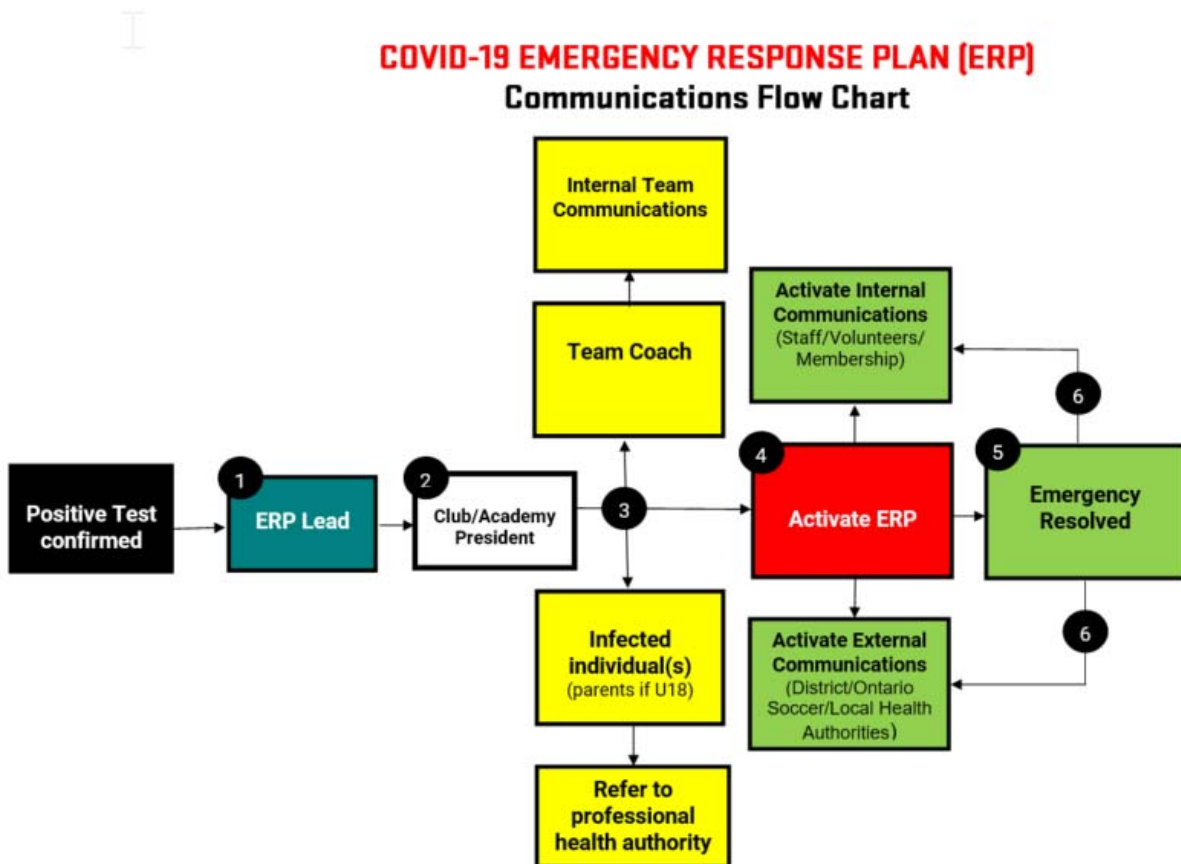 COVID-19 EMERGENCY RESPONSE PLAN (ERP)
Communications Flow Chart
Positive Test
confirmed
1
ERP Lead
2
Club/Academy
President
3
Internal Team
Communications
Team Coach
Infected
individual(s)
(parents if U18)
Refer to
professional
health authority
4
Activate ERP
Activate Internal
Communications
(Staff/Volunteers/
Membership)
Activate External
Communications
(District/Ontario
Soccer/Local Health
Authorities)
5
Emergency
Resolved
6
6